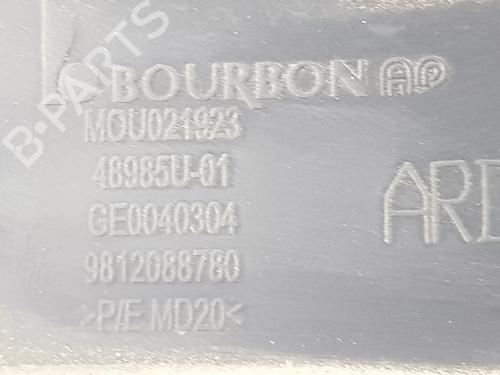 B-PARTS
BOURBON AP
MOU021923
48985U-01
GE0040304
9812088780
>P/E MD20<
ARD